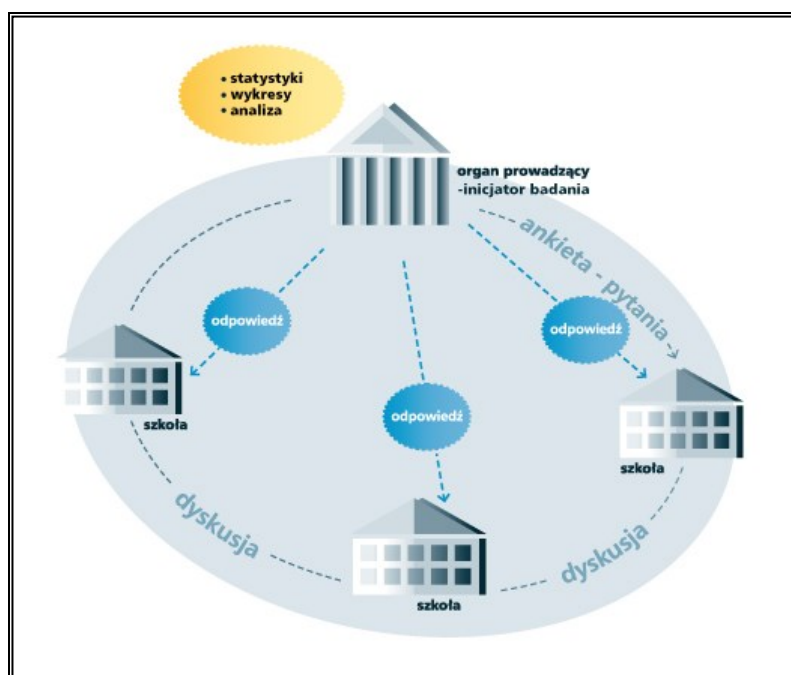 • statystyki
• wykresy
• analiza
organ prowadzący
-inicjator badania
ankieta - pytania
odpowiedź
odpowiedź
odpowiedź
szkoła
szkoła
dyskusja
dyskusja
szkoła